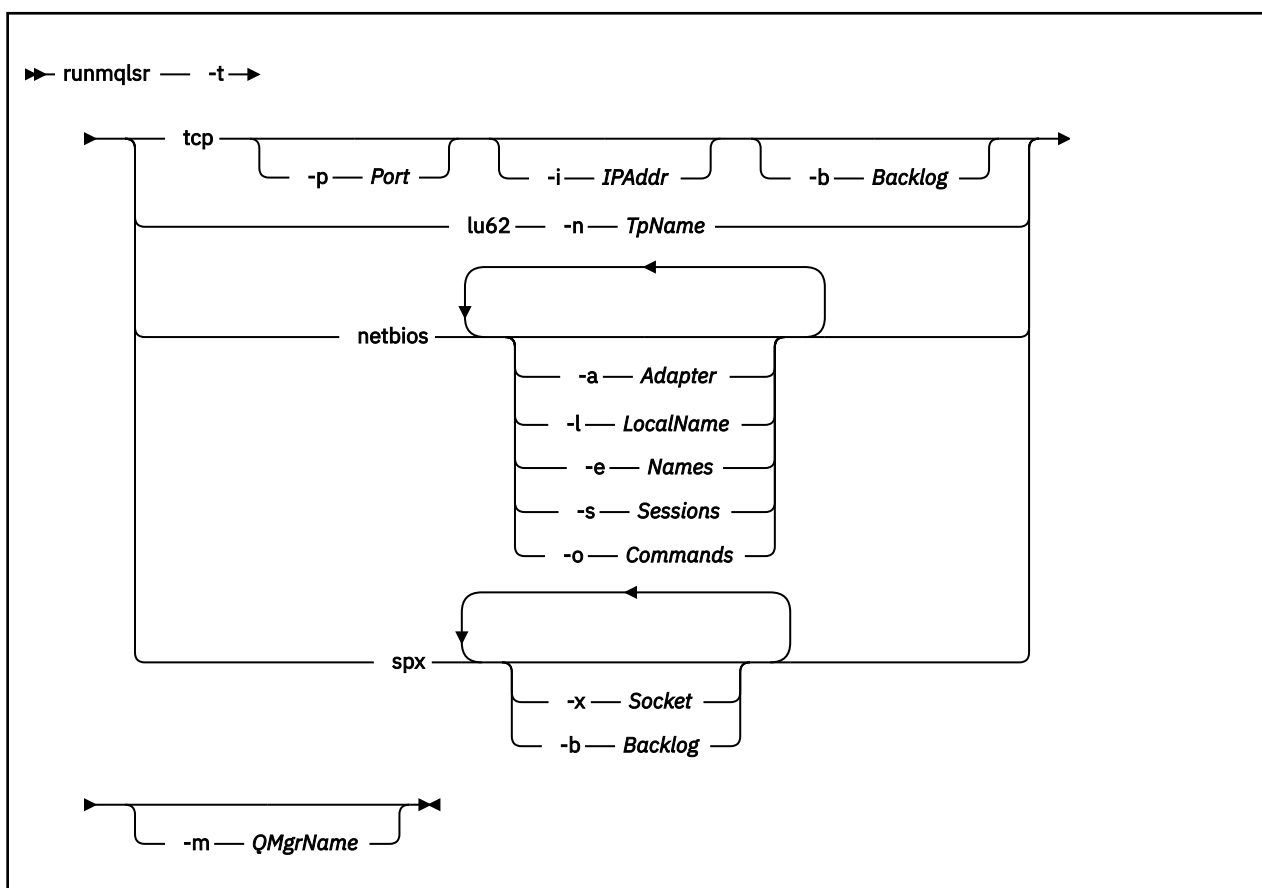 runmqlsr -t
tcp -p Port -i IPAddr -b Backlog
lu62 -n TpName
netbios
-a Adapter
-l LocalName
-e Names
-s Sessions
-o Commands
spx
-x Socket
-b Backlog
-m QMgrName